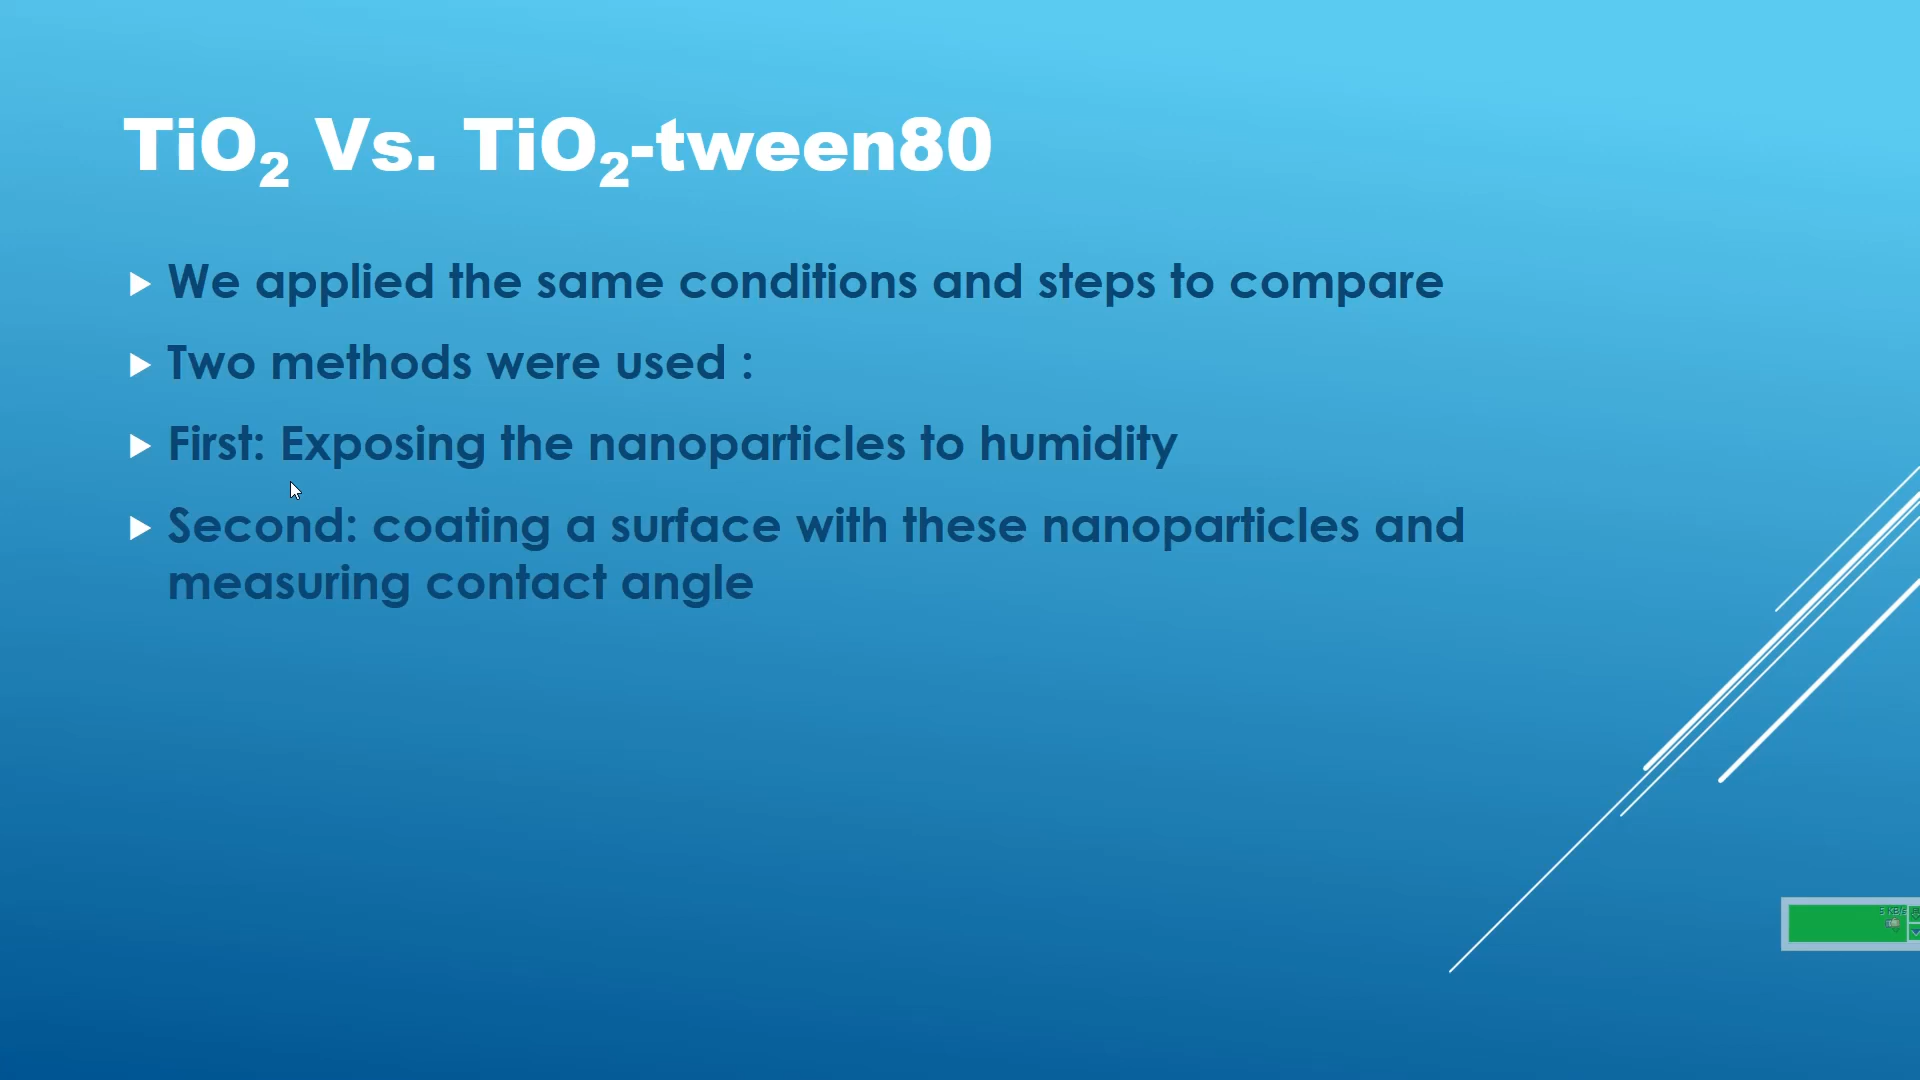 TiO₂ Vs. TiO₂-tween80
We applied the same conditions and steps to compare
Two methods were used :
First: Exposing the nanoparticles to humidity
Second: coating a surface with these nanoparticles and
measuring contact angle